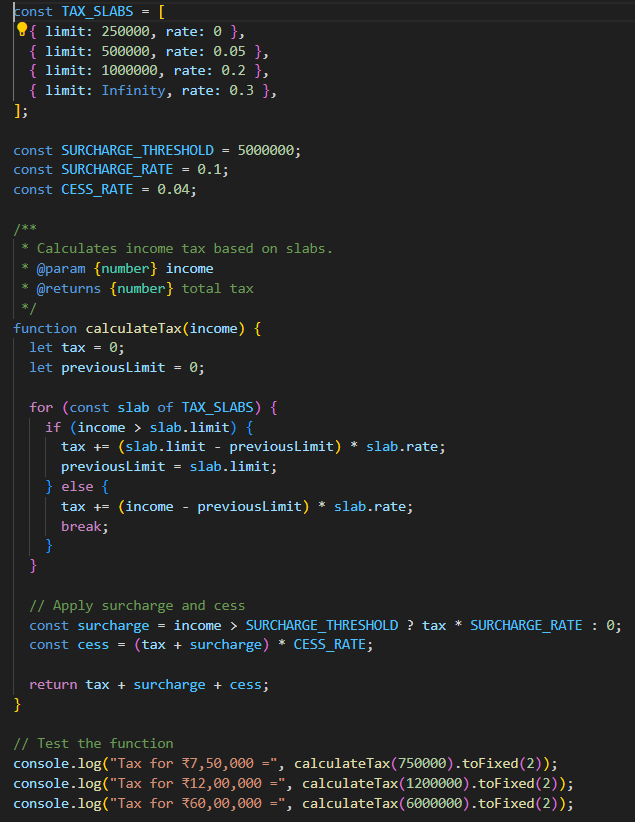 const TAX_SLABS = [
  { limit: 250000, rate: 0 },
  { limit: 500000, rate: 0.05 },
  { limit: 1000000, rate: 0.2 },
  { limit: Infinity, rate: 0.3 },
];

const SURCHARGE_THRESHOLD = 5000000;
const SURCHARGE_RATE = 0.1;
const CESS_RATE = 0.04;

/**
 * Calculates income tax based on slabs.
 * @param {number} income
 * @returns {number} total tax
 */
function calculateTax(income) {
  let tax = 0;
  let previousLimit = 0;

  for (const slab of TAX_SLABS) {
    if (income > slab.limit) {
      tax += (slab.limit - previousLimit) * slab.rate;
      previousLimit = slab.limit;
    } else {
      tax += (income - previousLimit) * slab.rate;
      break;
    }
  }

  // Apply surcharge and cess
  const surcharge = income > SURCHARGE_THRESHOLD ? tax * SURCHARGE_RATE : 0;
  const cess = (tax + surcharge) * CESS_RATE;

  return tax + surcharge + cess;
}

// Test the function
console.log("Tax for ₹7,50,000 =", calculateTax(750000).toFixed(2));
console.log("Tax for ₹12,00,000 =", calculateTax(1200000).toFixed(2));
console.log("Tax for ₹60,00,000 =", calculateTax(6000000).toFixed(2));